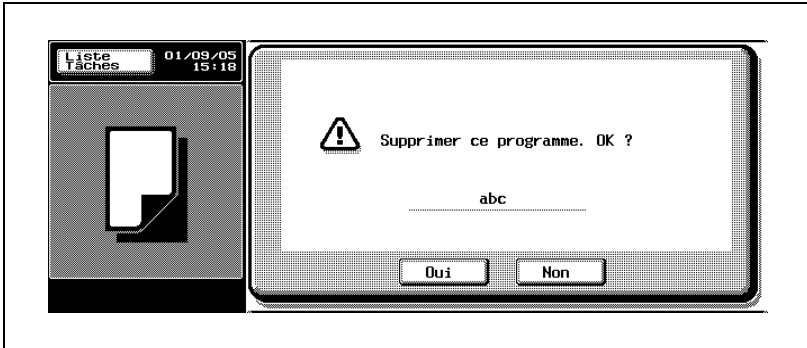 Liste
Tâches
01/09/05
15:18
Supprimer ce programme. OK ?
abc
Oui
Non